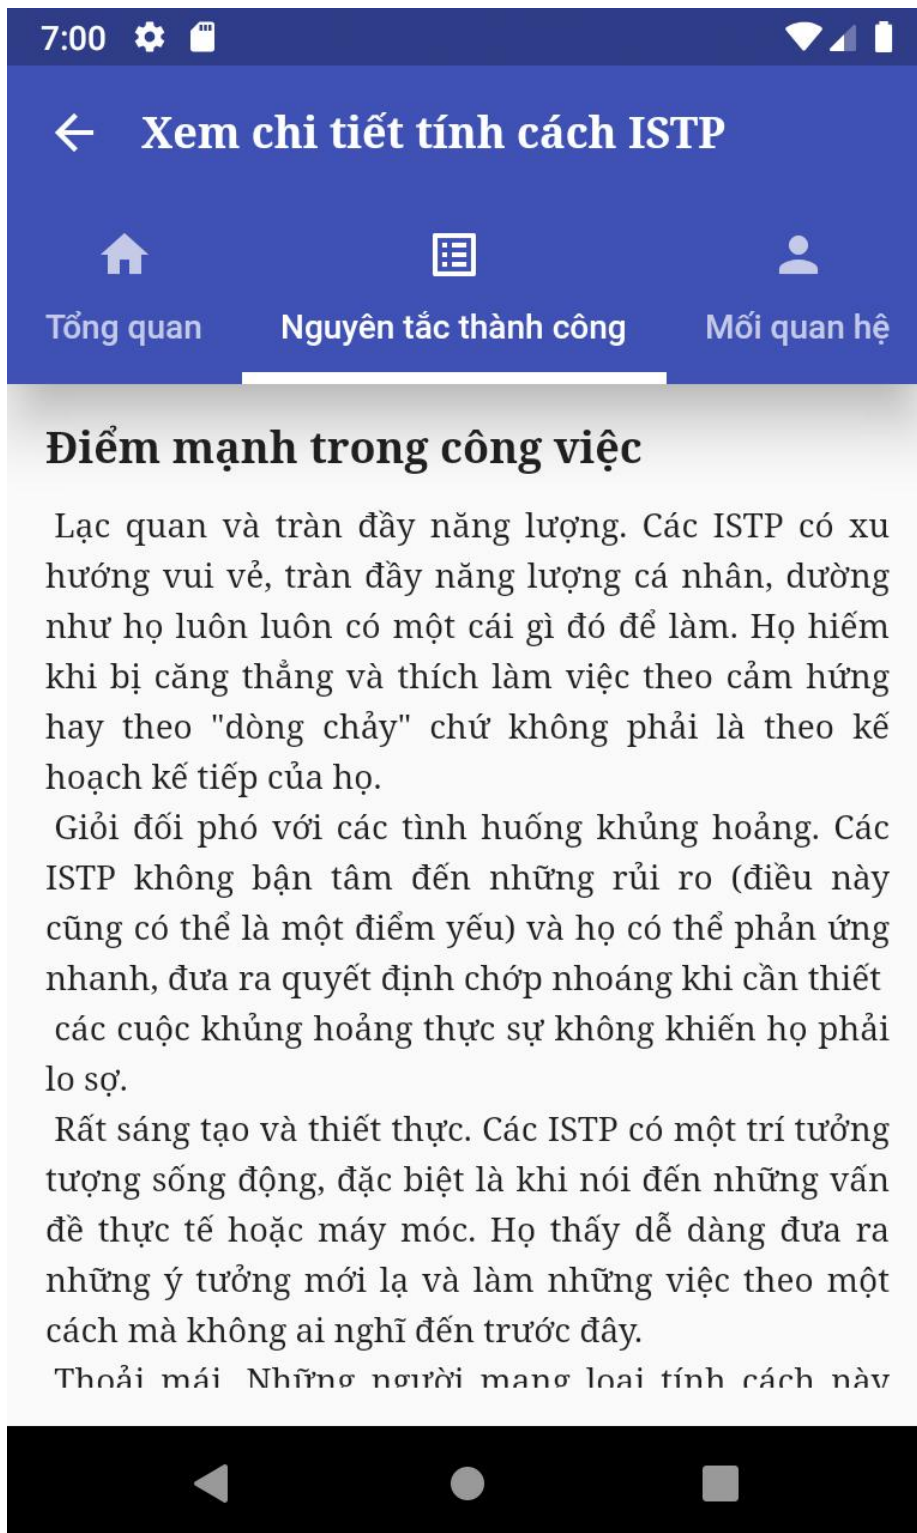 7:00
Xem chi tiết tính cách ISTP
Tổng quan
Nguyên tắc thành công
Mối quan hệ
Điểm mạnh trong công việc
Lạc quan và tràn đầy năng lượng. Các ISTP có xu
hướng vui vẻ, tràn đầy năng lượng cá nhân, dường
như họ luôn luôn có một cái gì đó để làm. Họ hiếm
khi bị căng thẳng và thích làm việc theo cảm hứng
hay theo "dòng chảy" chứ không phải là theo kế
hoạch kế tiếp của họ.
Giỏi đối phó với các tình huống khủng hoảng. Các
ISTP không bận tâm đến những rủi ro (điều này
cũng có thể là một điểm yếu) và họ có thể phản ứng
nhanh, đưa ra quyết định chớp nhoáng khi cần thiết
các cuộc khủng hoảng thực sự không khiến họ phải
lo sợ.
Rất sáng tạo và thiết thực. Các ISTP có một trí tưởng
tượng sống động, đặc biệt là khi nói đến những vấn
đề thực tế hoặc máy móc. Họ thấy dễ dàng đưa ra
những ý tưởng mới lạ và làm những việc theo một
cách mà không ai nghĩ đến trước đây.
Thoải mái. Những người mang loại tính cách này